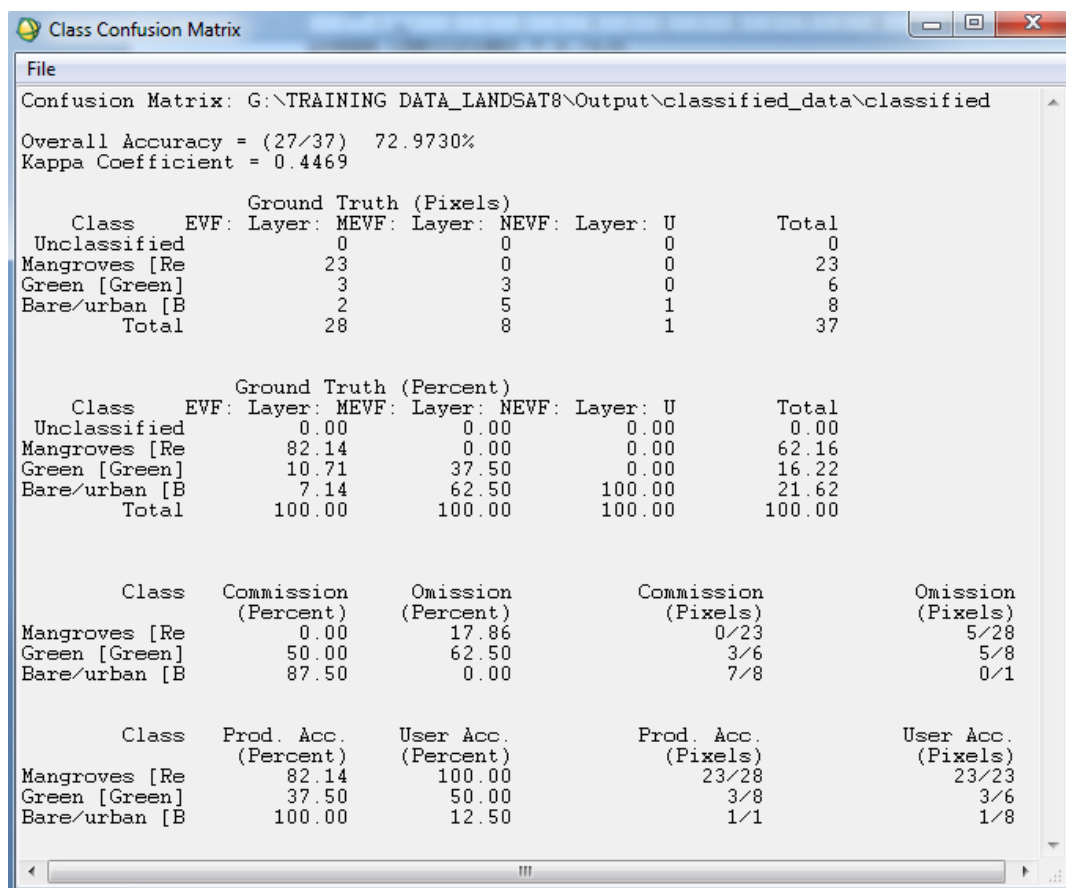 Class Confusion Matrix
File
Confusion Matrix: G:\TRAINING DATA_LANDSAT8\Output\classified_data\classified
Overall Accuracy = (27/37) 72.9730%
Kappa Coefficient = 0.4469
Ground Truth (Pixels)
Class EVF: Layer: MEVF: Layer: NEVF: Layer: U Total
Unclassified 0 0 0 0
Mangroves [Re 23 0 0 23
Green [Green] 3 3 0 6
Bare/urban [B 2 5 1 8
Total 28 8 1 37
Ground Truth (Percent)
Class EVF: Layer: MEVF: Layer: NEVF: Layer: U Total
Unclassified 0.00 0.00 0.00 0.00
Mangroves [Re 82.14 0.00 0.00 62.16
Green [Green] 10.71 37.50 0.00 16.22
Bare/urban [B 7.14 62.50 100.00 21.62
Total 100.00 100.00 100.00 100.00
Class Commission Omission Commission Omission
(Percent) (Percent) (Pixels) (Pixels)
Mangroves [Re 0.00 17.86 0/23 5/28
Green [Green] 50.00 62.50 3/6 5/8
Bare/urban [B 87.50 0.00 7/8 0/1
Class Prod. Acc. User Acc. Prod. Acc. User Acc.
(Percent) (Percent) (Pixels) (Pixels)
Mangroves [Re 82.14 100.00 23/28 23/23
Green [Green] 37.50 50.00 3/8 3/6
Bare/urban [B 100.00 12.50 1/1 1/8